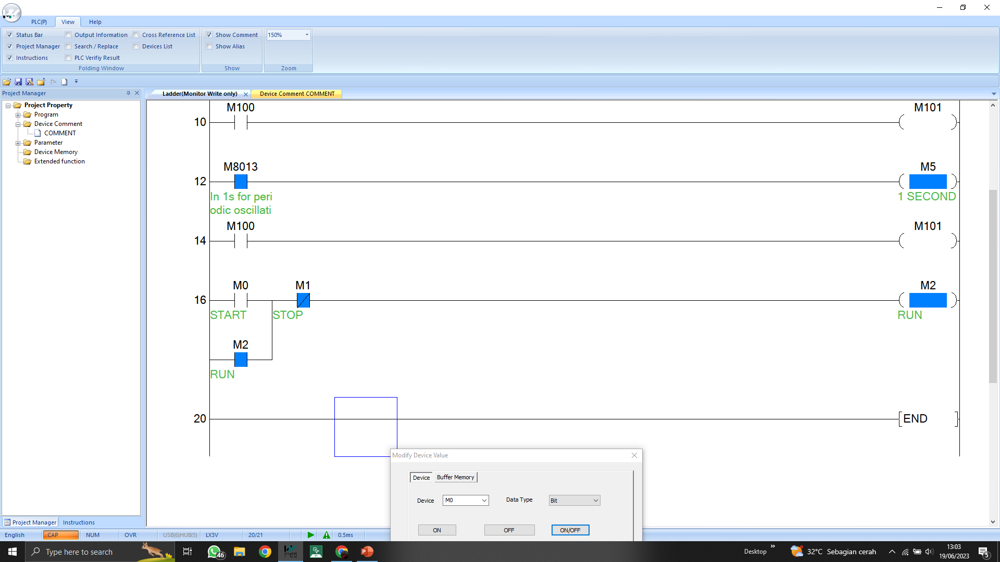 PLC(P) View Help
Status Bar Output Information Cross Reference List Show Comment 150%
Project Manager Search / Replace Devices List Show Alias
Instructions PLC Verifiy Result
Folding Window Show Zoom
Project Manager
Ladder(Monitor Write only) Device Comment COMMENT
Project Property
Program
Device Comment
COMMENT
Parameter
Device Memory
Extended function
M100 M101
10
M8013 M5
12
In 1s for peri 1 SECOND
odic oscillati
M100 M101
14
M0 M1 M2
16
START STOP RUN
M2
RUN
20 END
Modify Device Value
Device Buffer Memory
Device M0 Data Type Bit
ON OFF ON/OFF
Project Manager Instructions
English CAP NUM OVR USB(6)HUB(5) LX3V 20/21 0.5ms
Type here to search 46 Desktop 32°C Sebagian cerah 13:03
19/06/2023 5